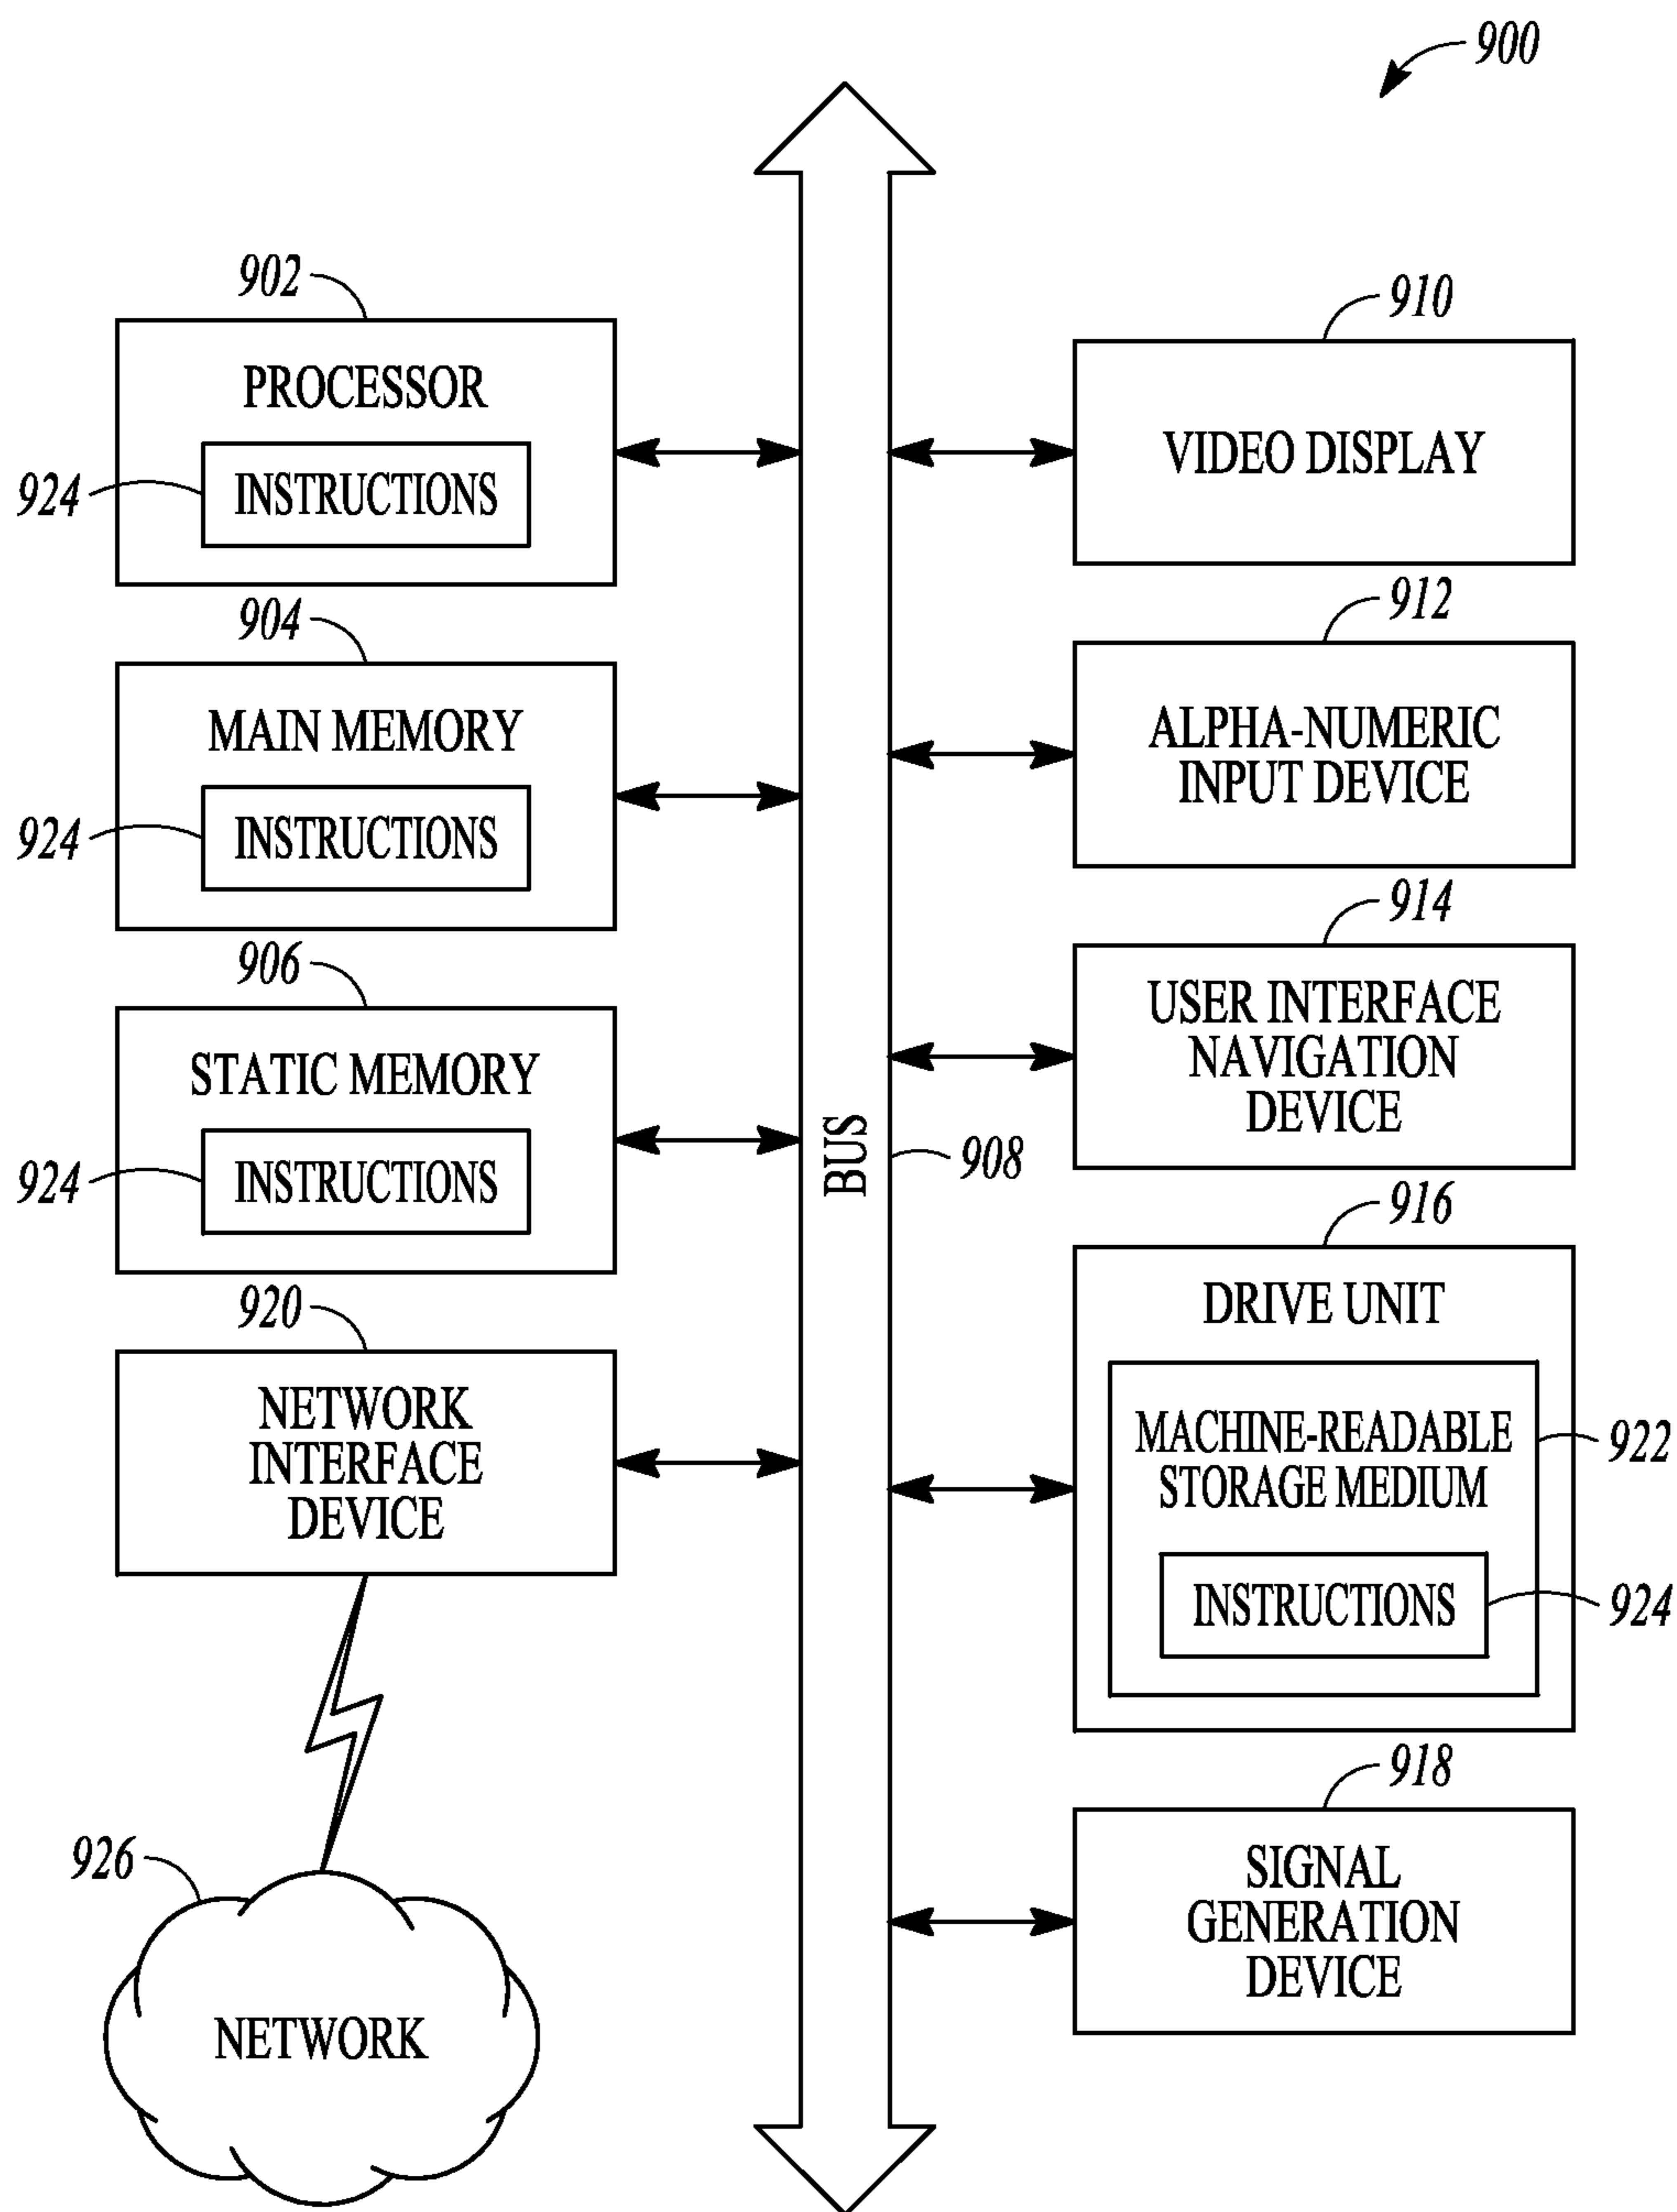 900
902
PROCESSOR
924
INSTRUCTIONS
904
MAIN MEMORY
924
INSTRUCTIONS
906
STATIC MEMORY
924
INSTRUCTIONS
920
NETWORK
INTERFACE
DEVICE
926
NETWORK
BUS
908
910
VIDEO DISPLAY
912
ALPHA-NUMERIC
INPUT DEVICE
914
USER INTERFACE
NAVIGATION
DEVICE
916
DRIVE UNIT
MACHINE-READABLE
STORAGE MEDIUM
922
INSTRUCTIONS
924
918
SIGNAL
GENERATION
DEVICE